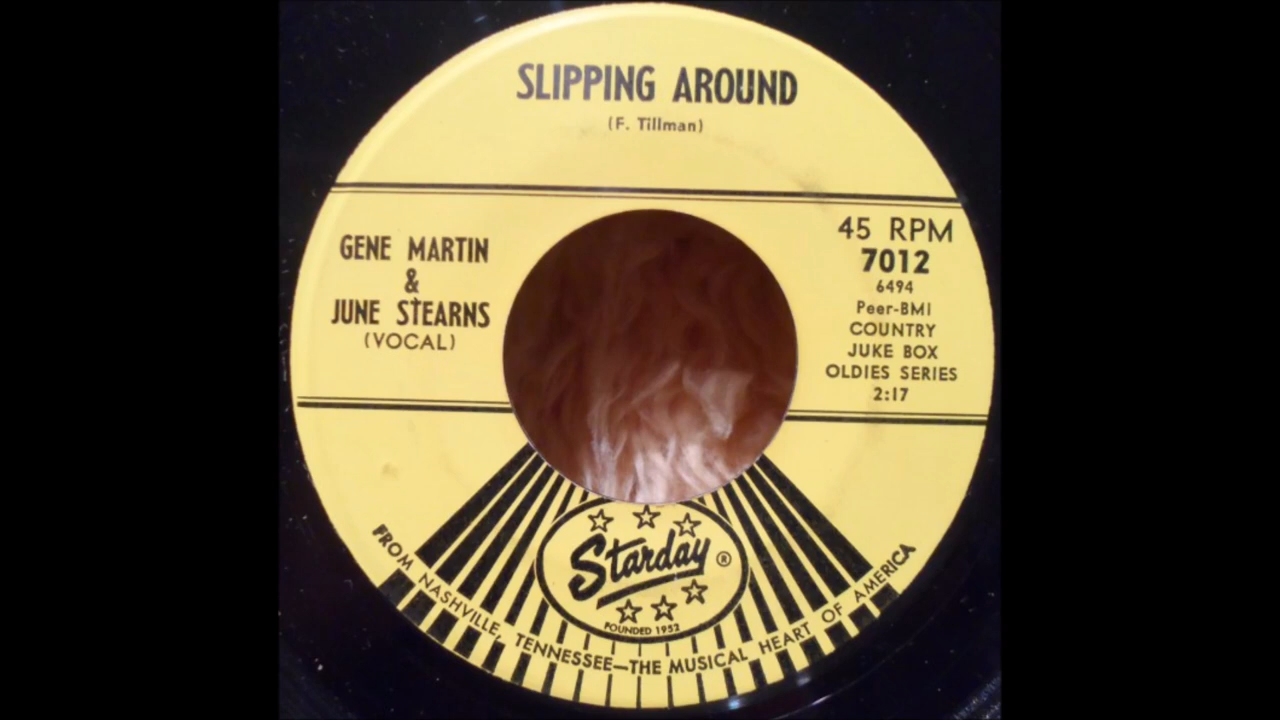 SLIPPING AROUND
(F. Tillman)
GENE MARTIN
&
JUNE STEARNS
(VOCAL)
45 RPM
7012
6494
Peer-BMI
COUNTRY
JUKE BOX
OLDIES SERIES
2:17
Starday ®
FOUNDED 1952
FROM NASHVILLE, TENNESSEE—THE MUSICAL HEART OF AMERICA